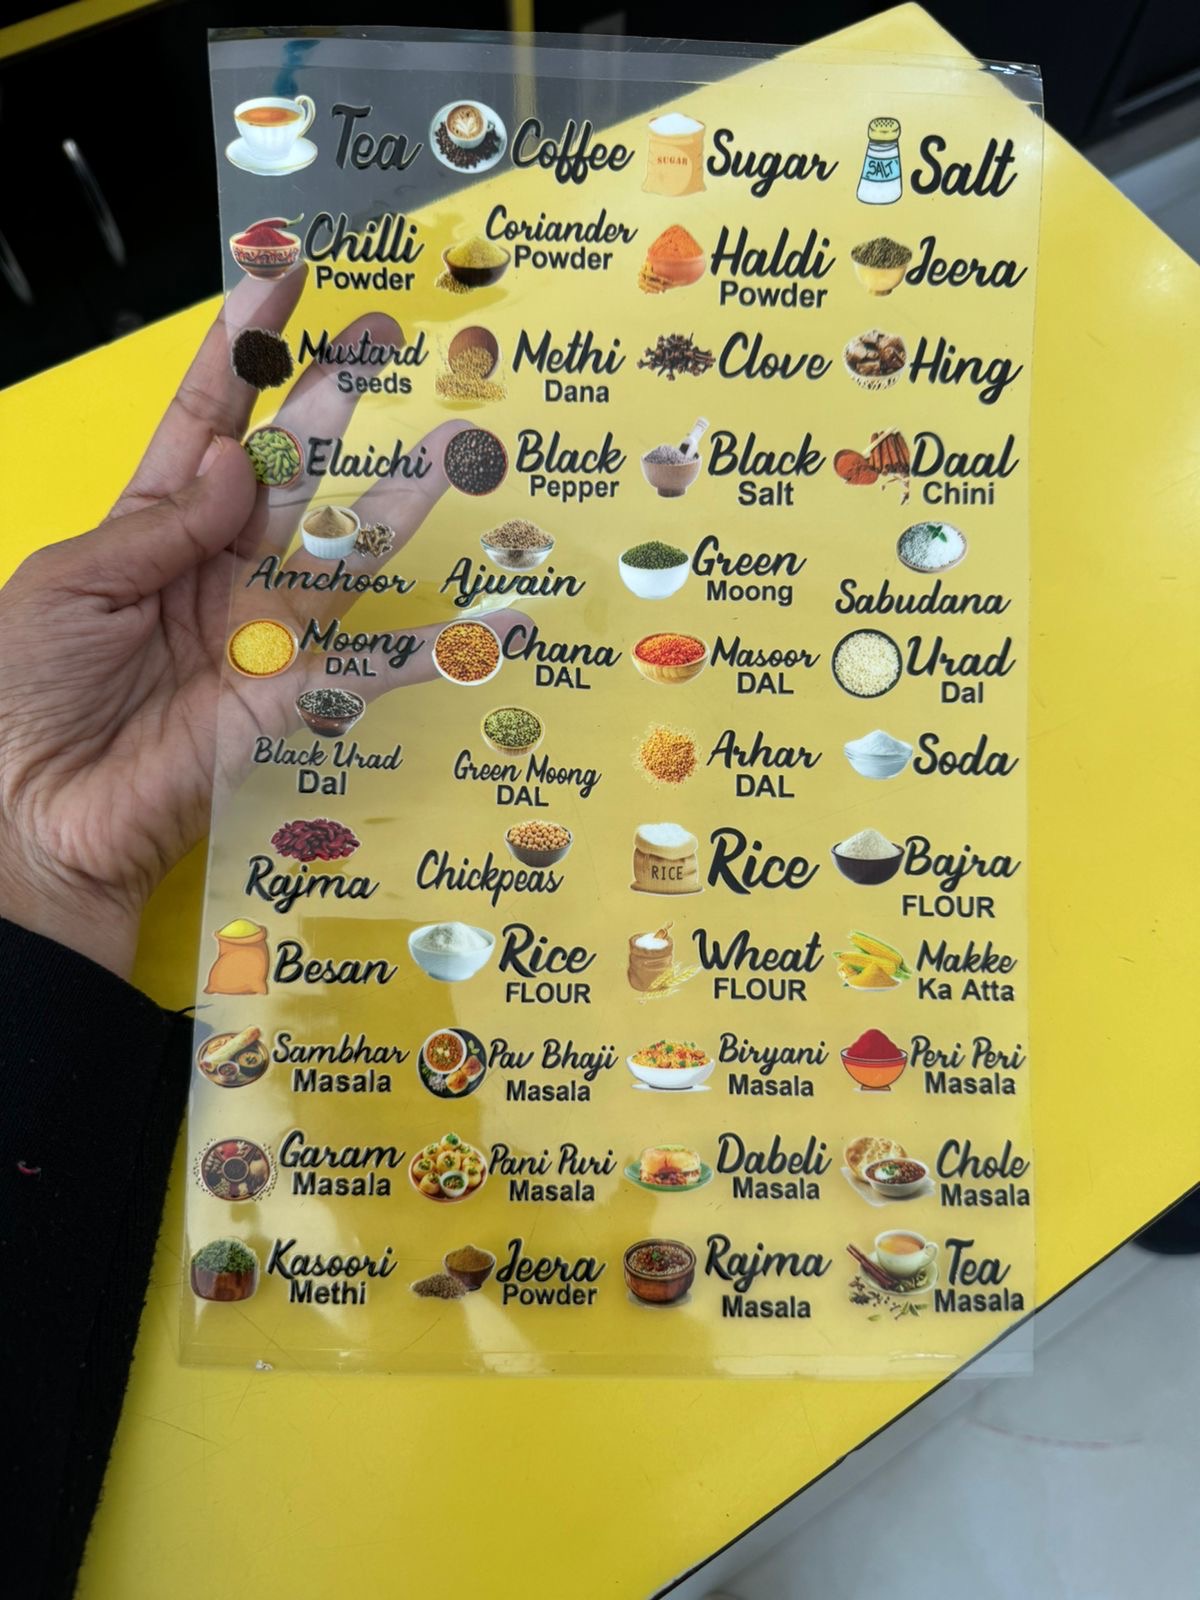 Tea Coffee SUGAR Sugar SALT Salt
Chilli Powder
Coriander Powder
Haldi Powder
Jeera
Mustard Seeds
Methi Dana
Clove
Hing
Elaichi
Black Pepper
Black Salt
Daal Chini
Amchoor
Ajwain
Green Moong
Sabudana
Moong DAL
Chana DAL
Masoor DAL
Urad Dal
Black Urad Dal
Green Moong DAL
Arhar DAL
Soda
Rajma
Chickpeas
RICE Rice
Bajra FLOUR
Besan
Rice FLOUR
Wheat FLOUR
Makke Ka Atta
Sambhar Masala
Pav Bhaji Masala
Biryani Masala
Peri Peri Masala
Garam Masala
Pani Puri Masala
Dabeli Masala
Chole Masala
Kasoori Methi
Jeera Powder
Rajma Masala
Tea Masala